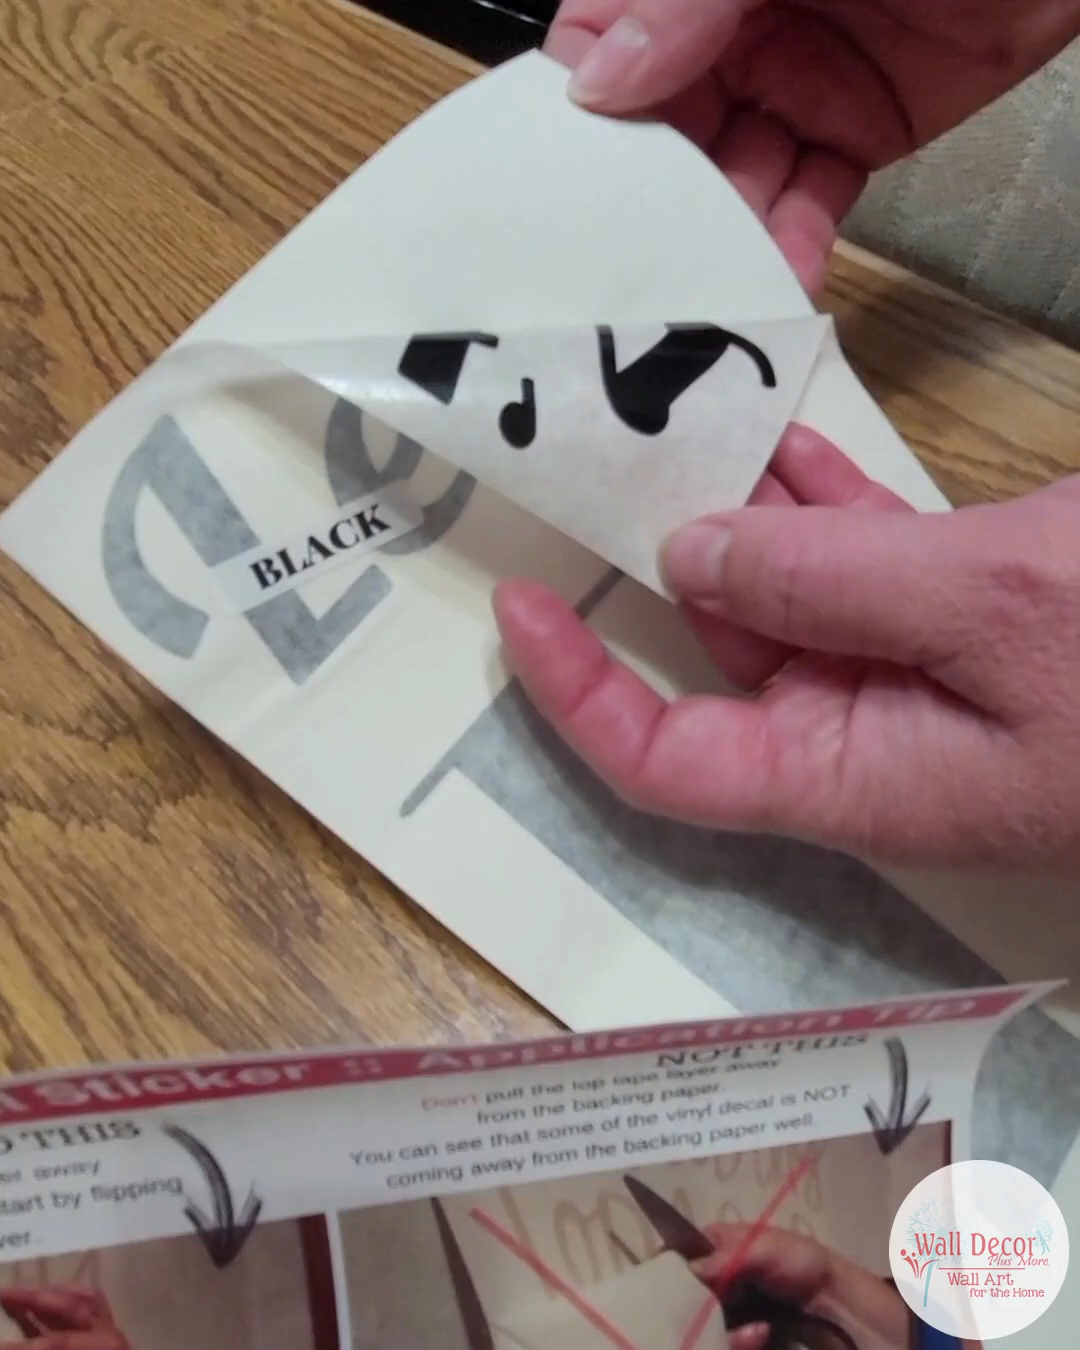 Le
BLACK
Sticker :: Application Tip
THIS
start by flipping
NOT THIS
Don't pull the top tape layer away
from the backing paper.
You can see that some of the vinyl decal is NOT
coming away from the backing paper well.
Wall Decor
Plus More
Wall Art
for the Home